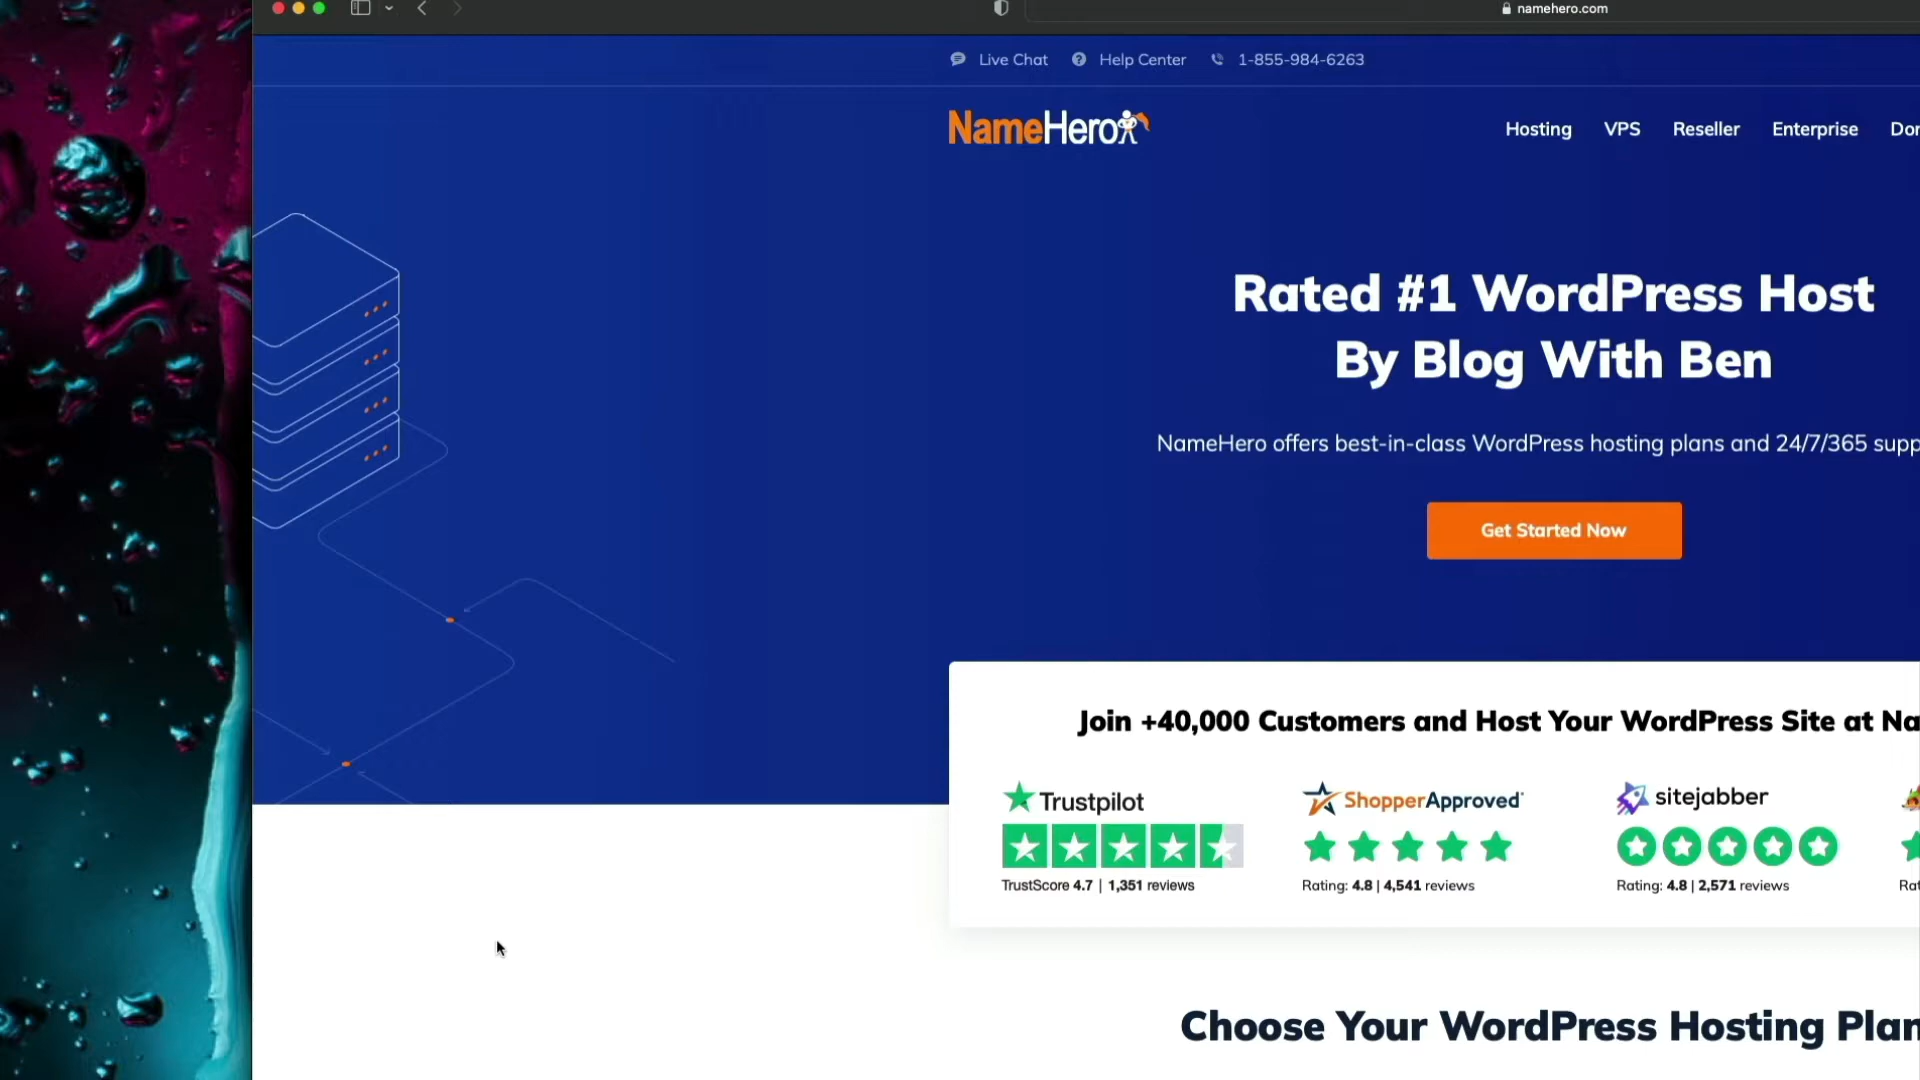 namehero.com
Live Chat
Help Center
1-855-984-6263
NameHero
Hosting
VPS
Reseller
Enterprise
Rated #1 WordPress Host
By Blog With Ben
NameHero offers best-in-class WordPress hosting plans and 24/7/365
Get Started Now
Join +40,000 Customers and Host Your WordPress Site at
Trustpilot
TrustScore 4.7 | 1,351 reviews
ShopperApproved
Rating: 4.8 | 4,541 reviews
sitejabber
Rating: 4.8 | 2,571 reviews
Choose Your WordPress Hosting